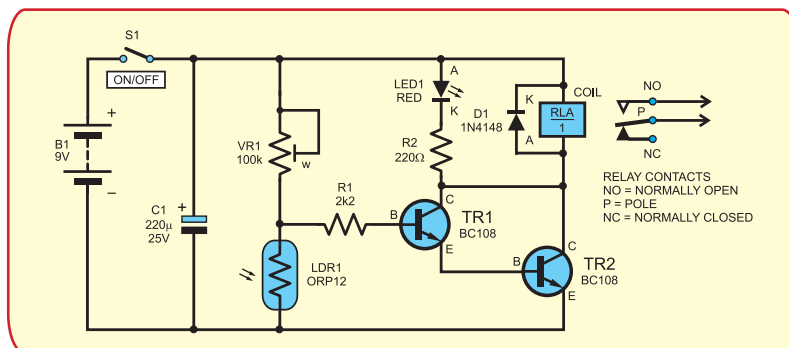 S1
ON/OFF
B1
9V
+
−
C1
220µ
25V
+
VR1
100k
W
R1
2k2
LDR1
ORP12
LED1
RED
A
K
R2
220Ω
D1
1N4148
K
A
COIL
RLA
1
B
C
E
TR1
BC108
B
C
E
TR2
BC108
NO
P
NC
RELAY CONTACTS
NO = NORMALLY OPEN
P = POLE
NC = NORMALLY CLOSED